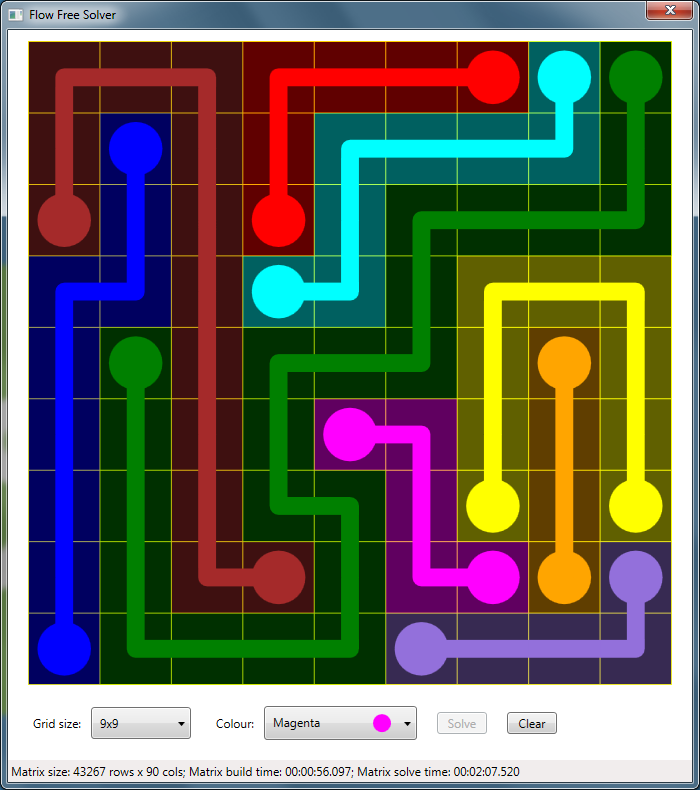 Flow Free Solver
Grid size: 9x9 Colour: Magenta Solve Clear
Matrix size: 43267 rows x 90 cols; Matrix build time: 00:00:56.097; Matrix solve time: 00:02:07.520